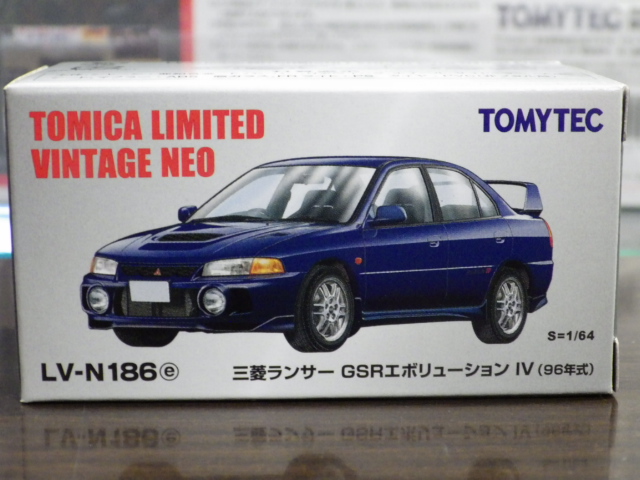 TOMYTEC
TOMICA LIMITED
VINTAGE NEO
TOMYTEC
S=1/64
LV-N186ⓔ
三菱ランサー GSRエボリューション IV (96年式)